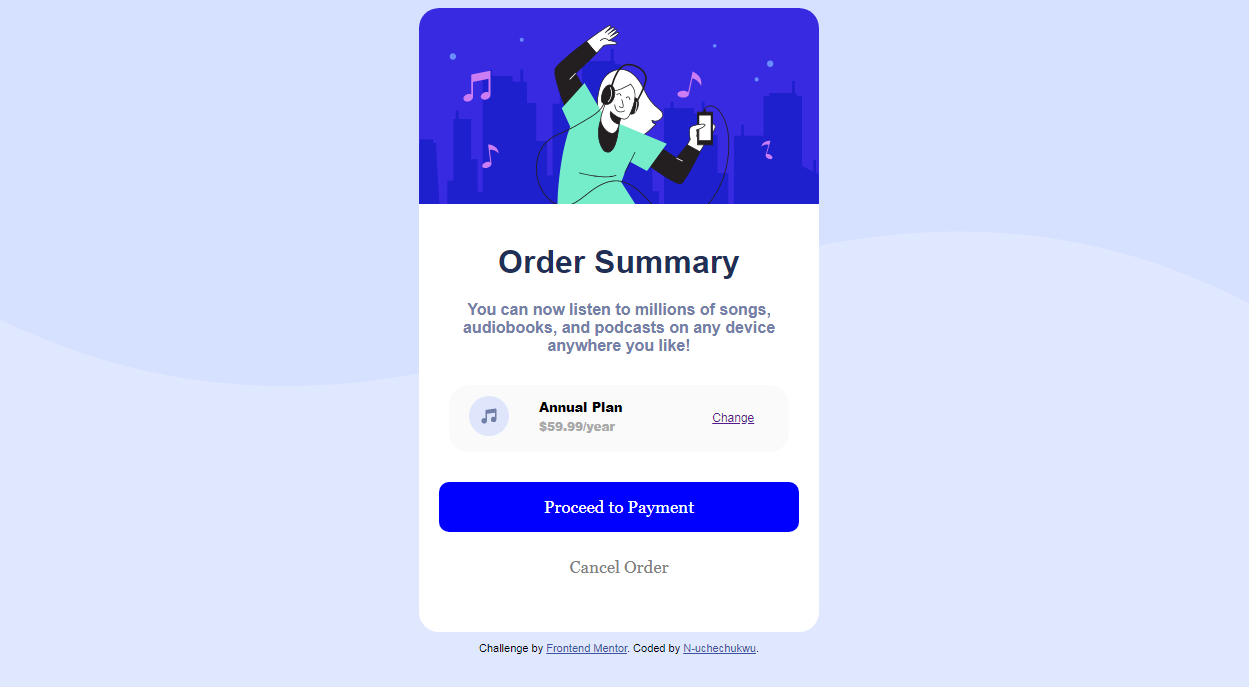 Order Summary
You can now listen to millions of songs,
audiobooks, and podcasts on any device
anywhere you like!
Annual Plan
$59.99/year
Change
Proceed to Payment
Cancel Order
Challenge by Frontend Mentor. Coded by N-uchechukwu.